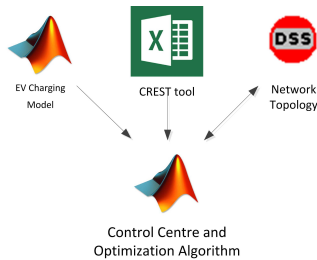 X
DSS
EV Charging
Model
CREST tool
Network
Topology
Control Centre and
Optimization Algorithm